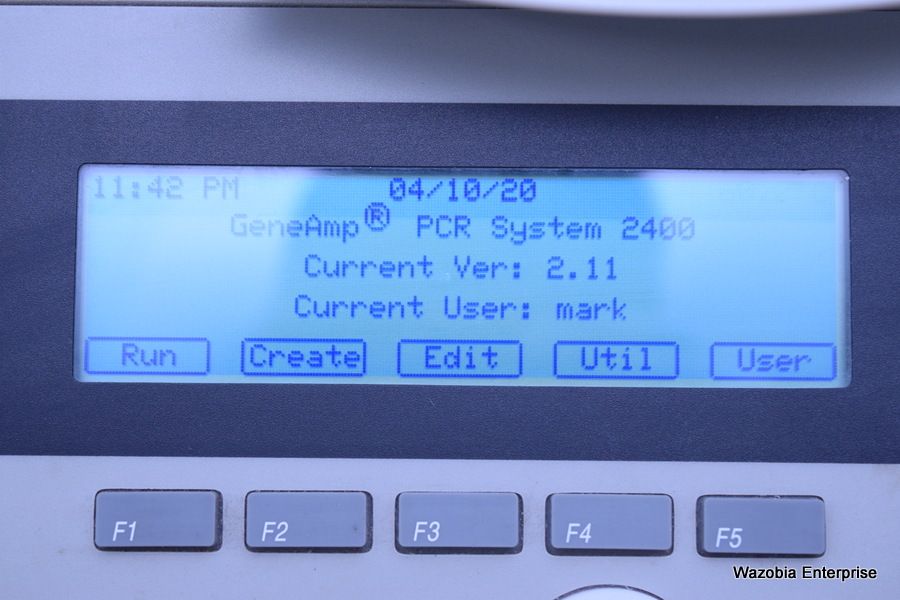 11:42 PM 04/10/20
GeneAmp® PCR System 2400
Current Ver: 2.11
Current User: mark
Run Create Edit Util User
F1 F2 F3 F4 F5
Wazobia Enterprise